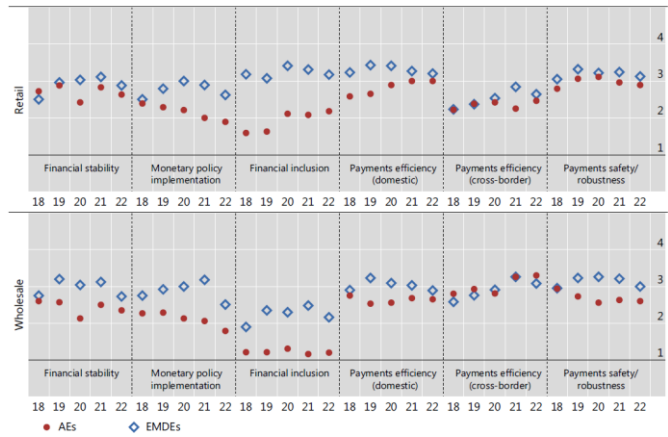 4
3
2
1
Retail
Financial stability
Monetary policy
implementation
Financial inclusion
Payments efficiency
(domestic)
Payments efficiency
(cross-border)
Payments safety/
robustness
18 19 20 21 22 18 19 20 21 22 18 19 20 21 22 18 19 20 21 22 18 19 20 21 22 18 19 20 21 22
4
3
2
1
Wholesale
Financial stability
Monetary policy
implementation
Financial inclusion
Payments efficiency
(domestic)
Payments efficiency
(cross-border)
Payments safety/
robustness
18 19 20 21 22 18 19 20 21 22 18 19 20 21 22 18 19 20 21 22 18 19 20 21 22 18 19 20 21 22
AEs EMDEs